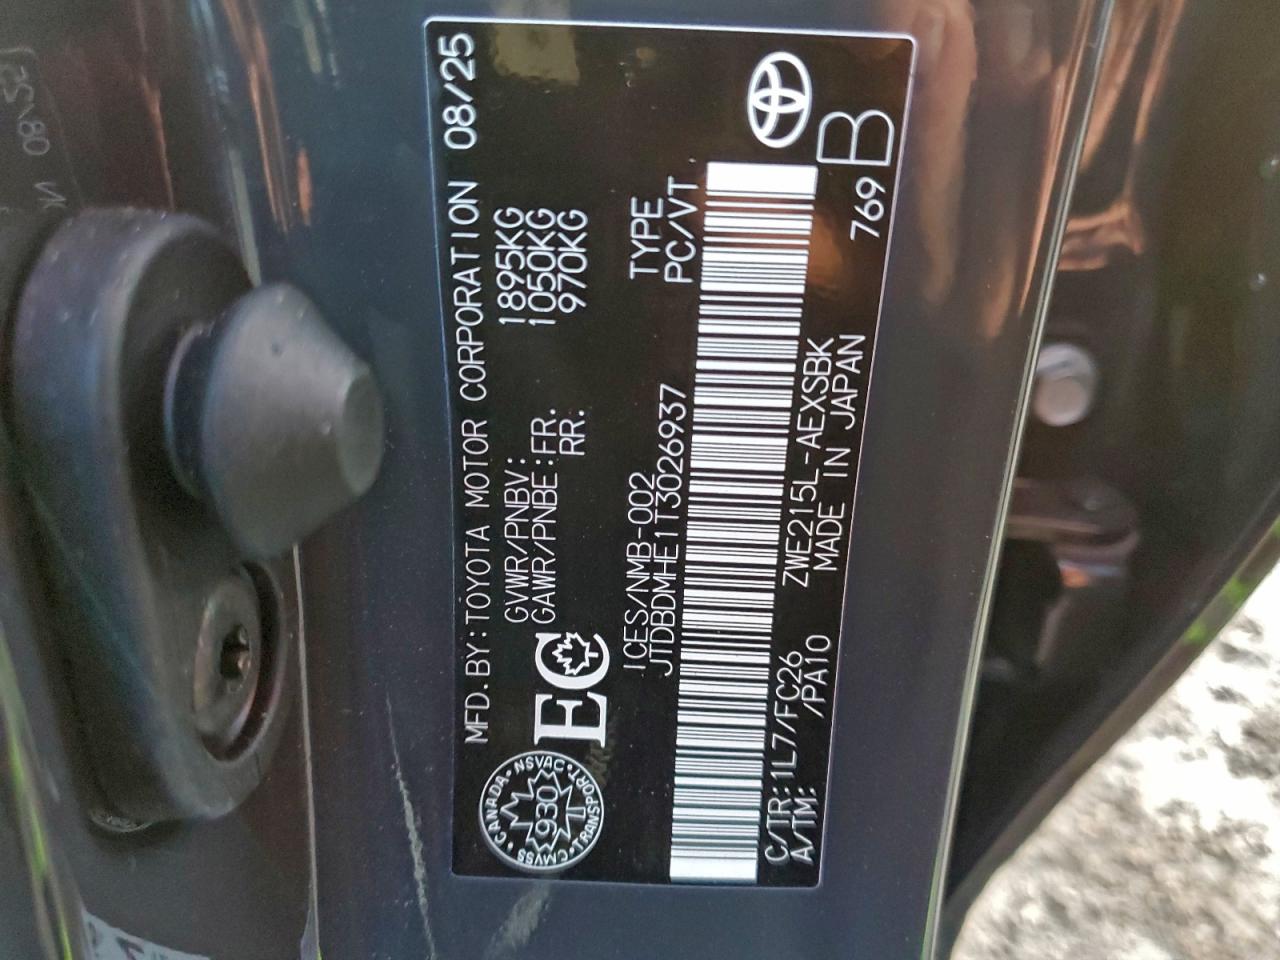 MFD. BY: TOYOTA MOTOR CORPORATION 08/25
GVWR/PNBV: 1895KG
GAWR/PNBE: FR. 1050KG
RR. 970KG
CANADA • NSVAC • TRANSPORT • CMVSS
930
EC
ICES/NMB-002 TYPE
JTDBDMHE1T3026937 PC/VT
C/TR: 1L7/FC26 ZWE215L-AEXSBK
A/TM: /PA10 MADE IN JAPAN 769
B